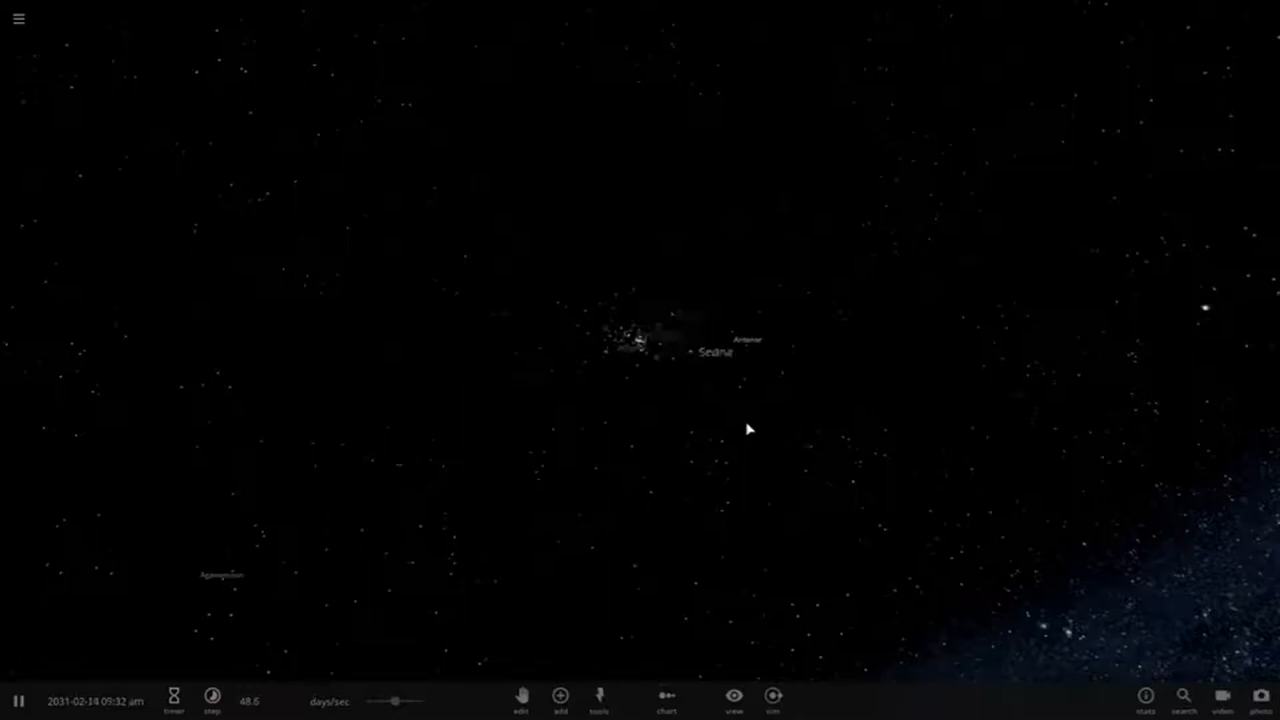 Antenor
Sedna
Agamemnon
2031-02-14 09:32 am
timer
step
48.6
days/sec
edit
add
tools
chart
view
sim
stats
search
video
photo